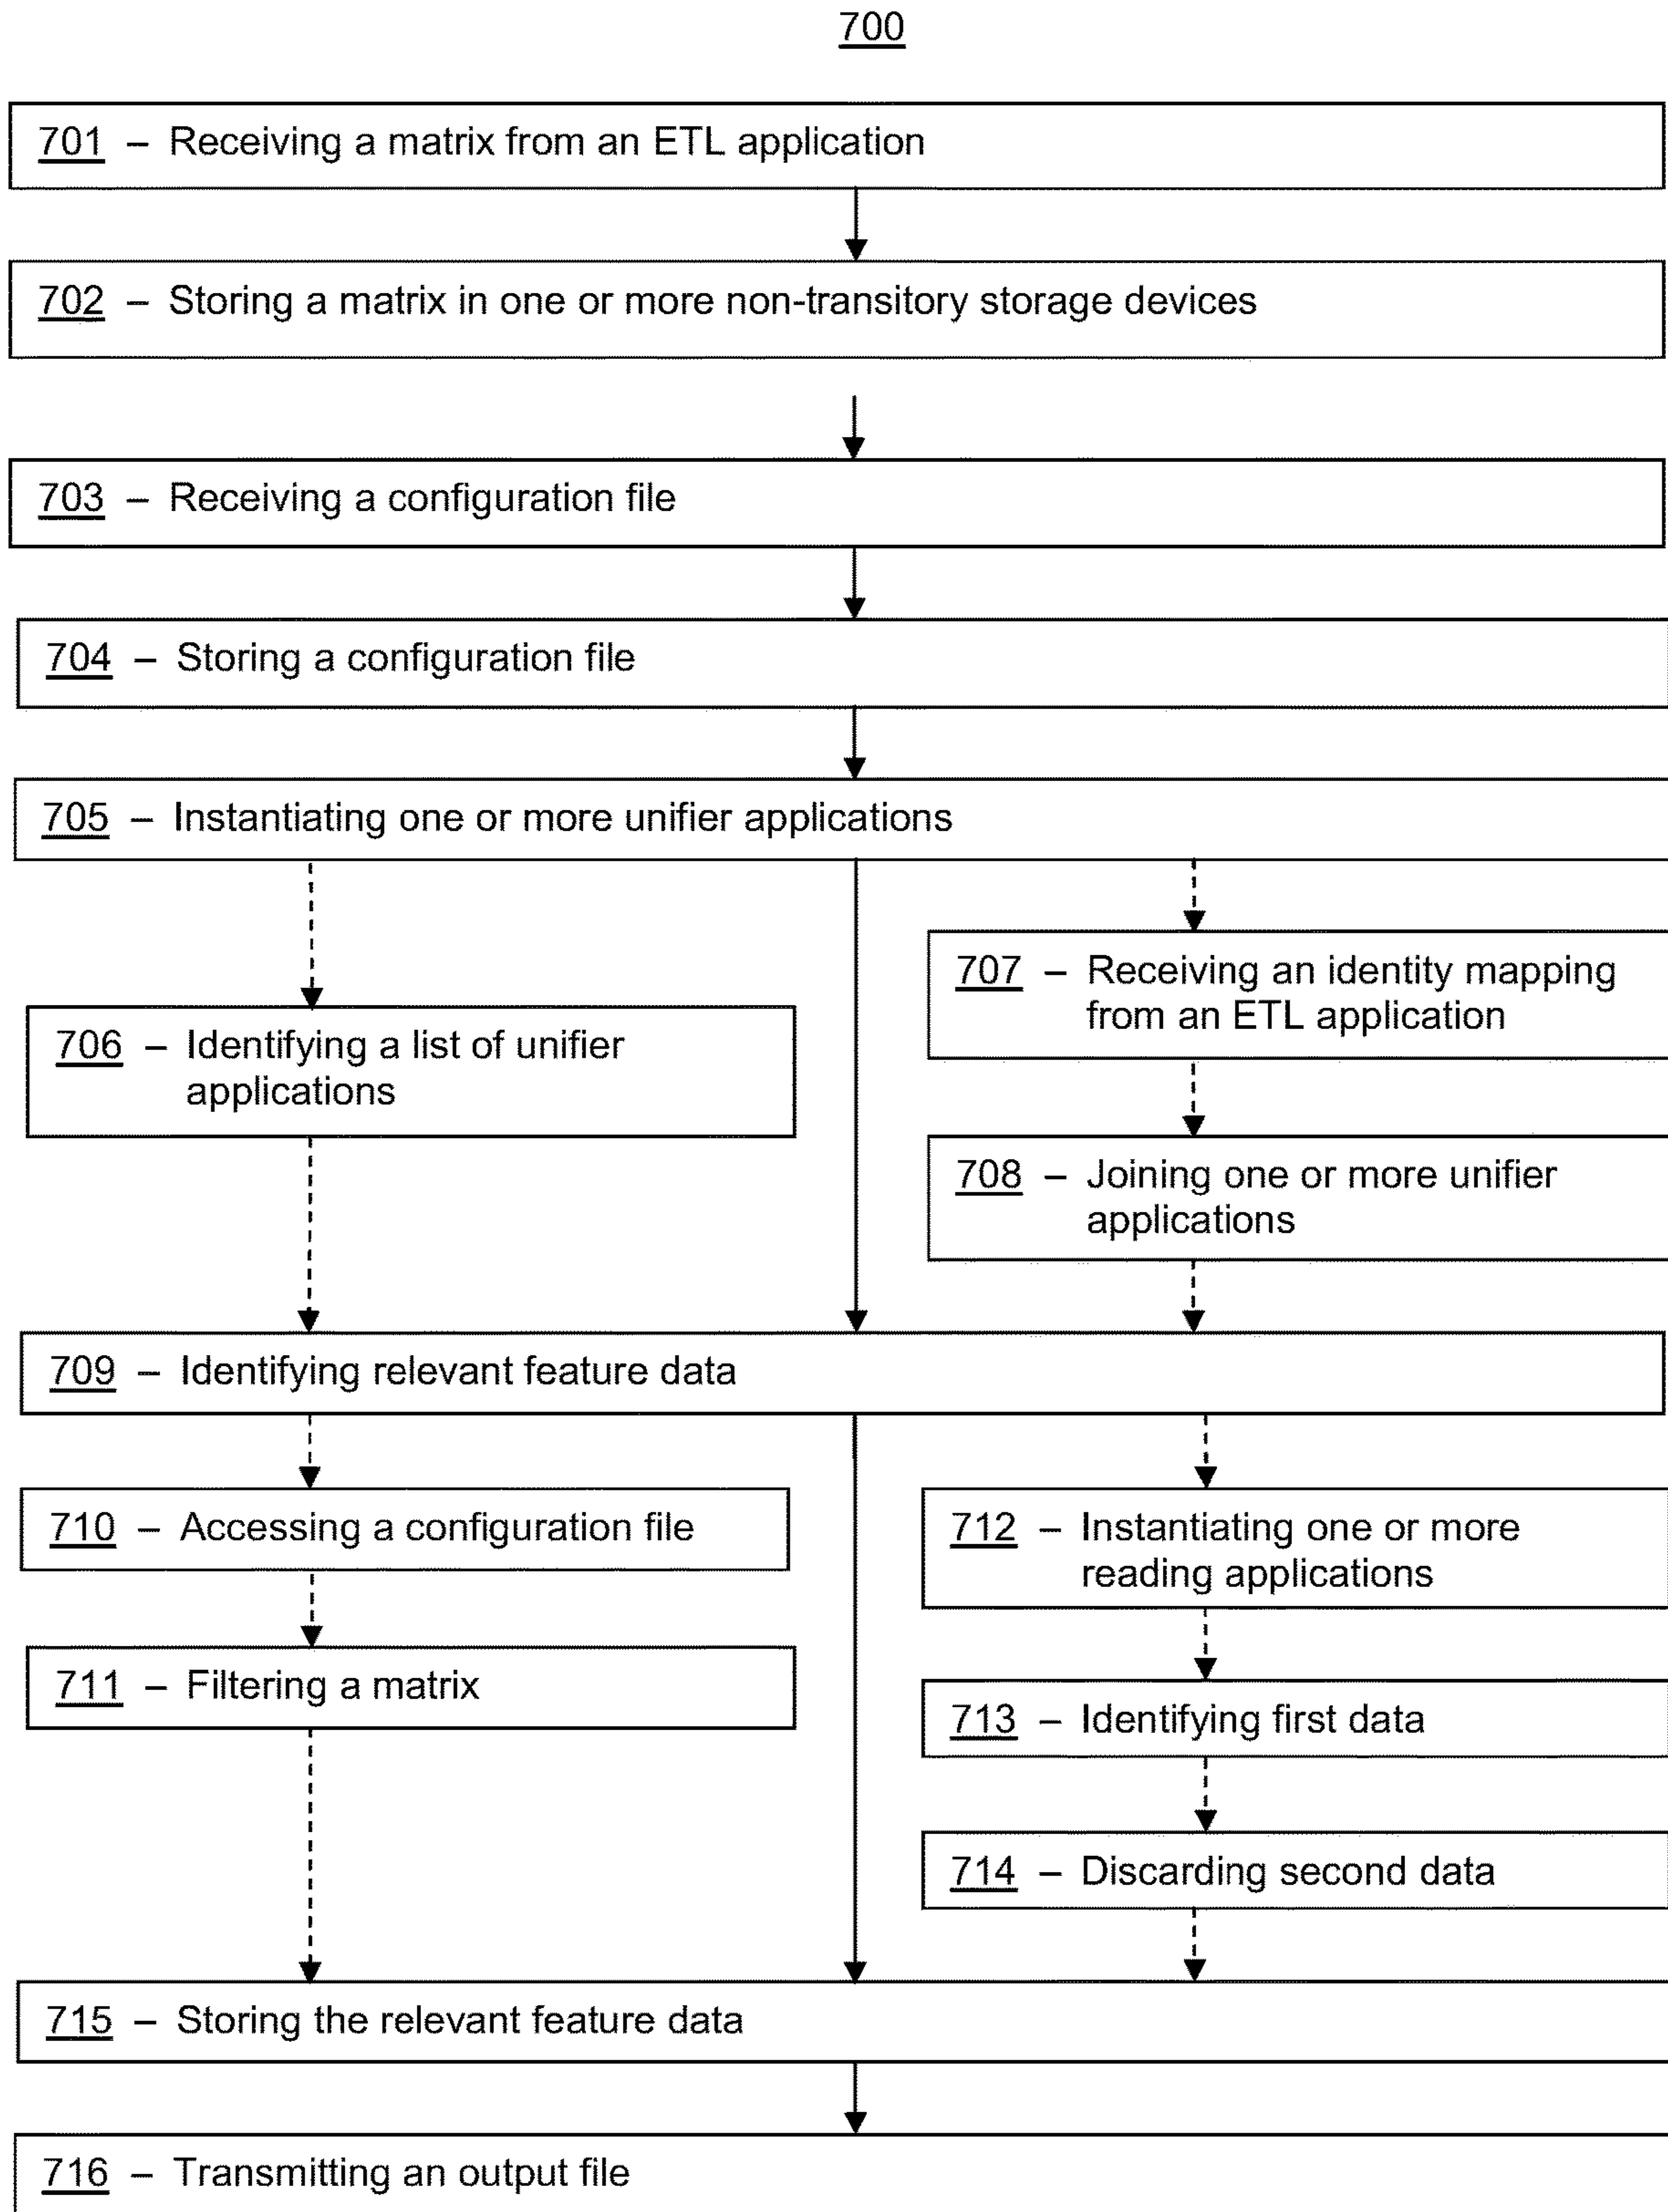 700
701 – Receiving a matrix from an ETL application
702 – Storing a matrix in one or more non-transitory storage devices
703 – Receiving a configuration file
704 – Storing a configuration file
705 – Instantiating one or more unifier applications
706 – Identifying a list of unifier
applications
707 – Receiving an identity mapping
from an ETL application
708 – Joining one or more unifier
applications
709 – Identifying relevant feature data
710 – Accessing a configuration file
711 – Filtering a matrix
712 – Instantiating one or more
reading applications
713 – Identifying first data
714 – Discarding second data
715 – Storing the relevant feature data
716 – Transmitting an output file